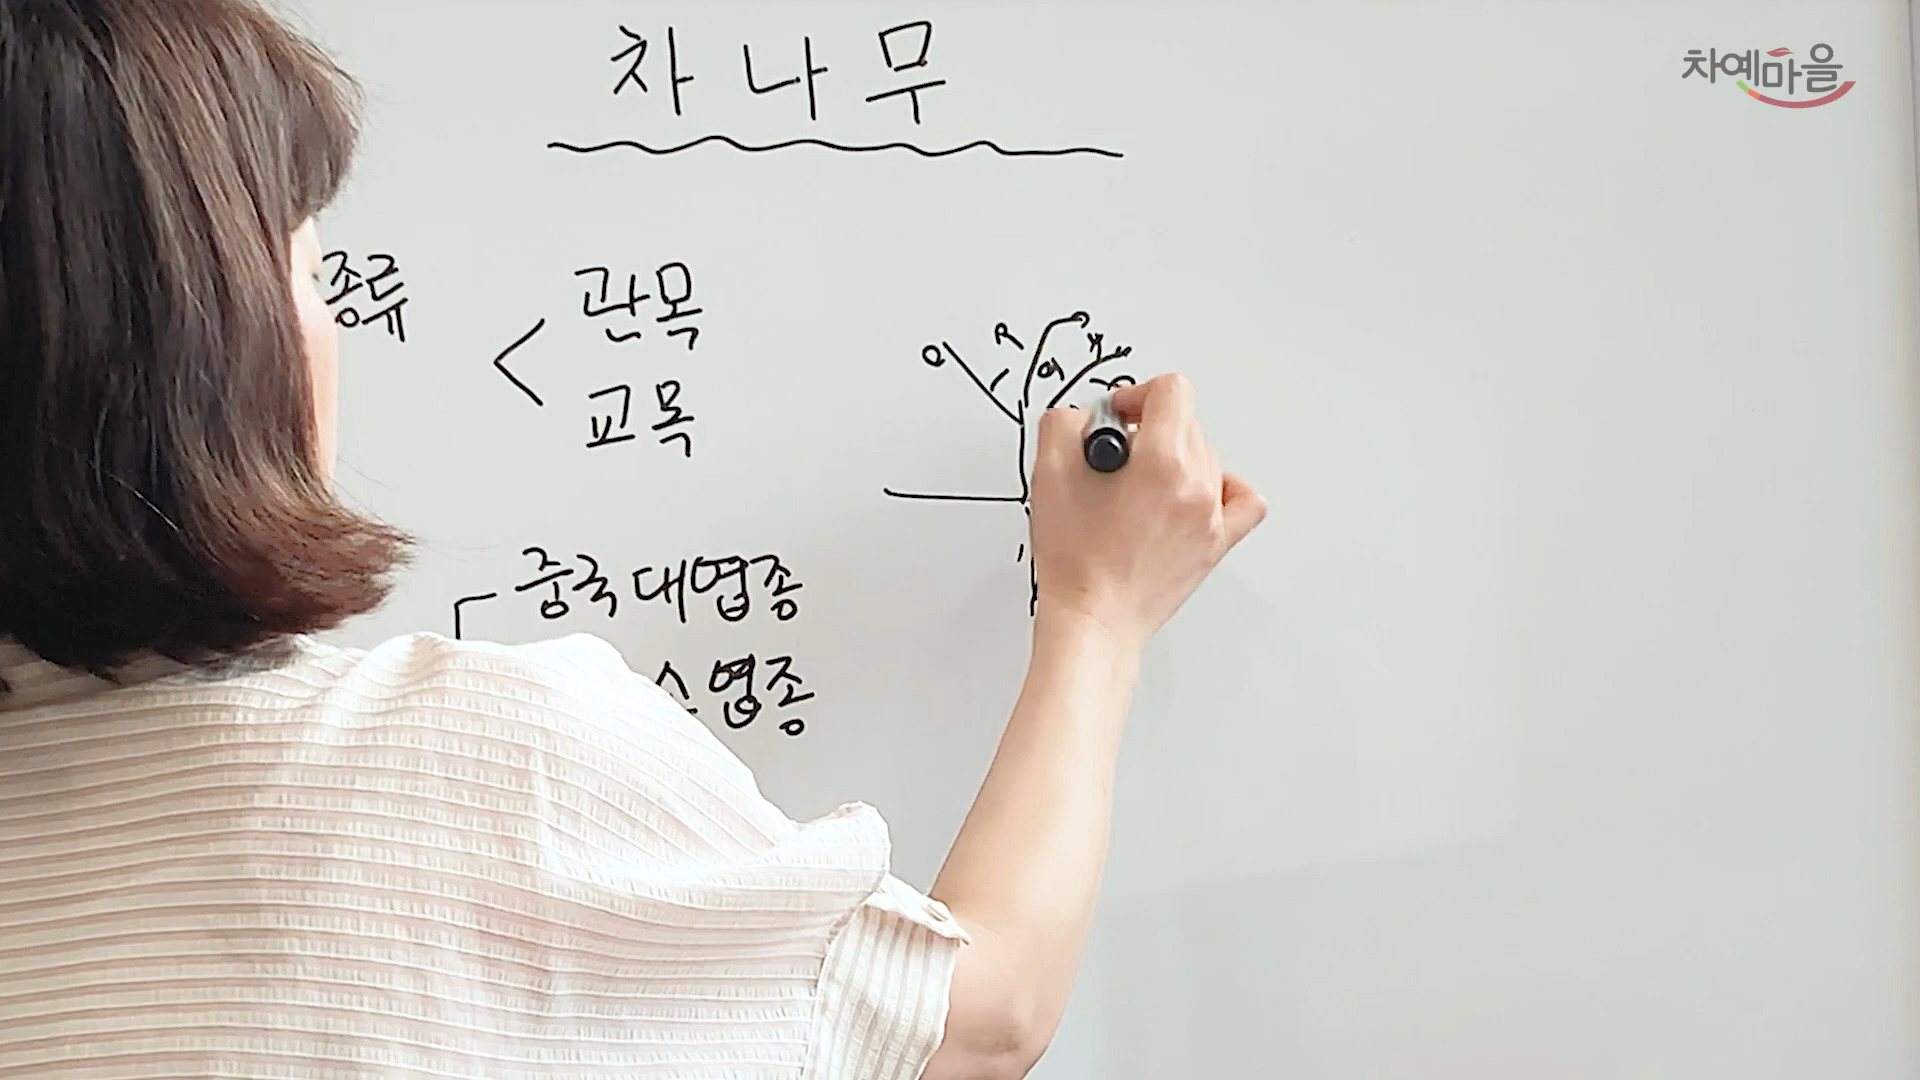 차나무
차예마을
종류
관목
교목
중국대엽종
소엽종